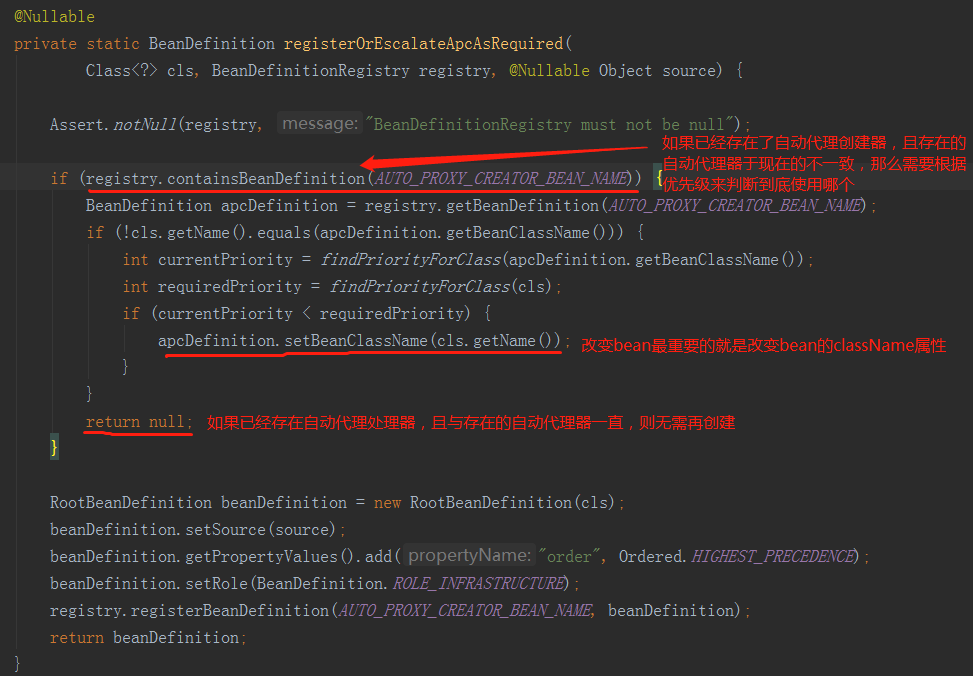 @Nullable
private static BeanDefinition registerOrEscalateApcAsRequired(
Class<?> cls, BeanDefinitionRegistry registry, @Nullable Object source) {
Assert.notNull(registry, message: "BeanDefinitionRegistry must not be null");
如果已经存在了自动代理创建器，且存在的
自动代理器于现在的不一致，那么需要根据
优先级来判断到底使用哪个
if (registry.containsBeanDefinition(AUTO_PROXY_CREATOR_BEAN_NAME)) {
BeanDefinition apcDefinition = registry.getBeanDefinition(AUTO_PROXY_CREATOR_BEAN_NAME);
if (!cls.getName().equals(apcDefinition.getBeanClassName())) {
int currentPriority = findPriorityForClass(apcDefinition.getBeanClassName());
int requiredPriority = findPriorityForClass(cls);
if (currentPriority < requiredPriority) {
apcDefinition.setBeanClassName(cls.getName()); 改变bean最重要的就是改变bean的className属性
}
}
return null; 如果已经存在自动代理处理器，且与存在的自动代理器一直，则无需再创建
}
RootBeanDefinition beanDefinition = new RootBeanDefinition(cls);
beanDefinition.setSource(source);
beanDefinition.getPropertyValues().add( propertyName: "order", Ordered.HIGHEST_PRECEDENCE);
beanDefinition.setRole(BeanDefinition.ROLE_INFRASTRUCTURE);
registry.registerBeanDefinition(AUTO_PROXY_CREATOR_BEAN_NAME, beanDefinition);
return beanDefinition;
}